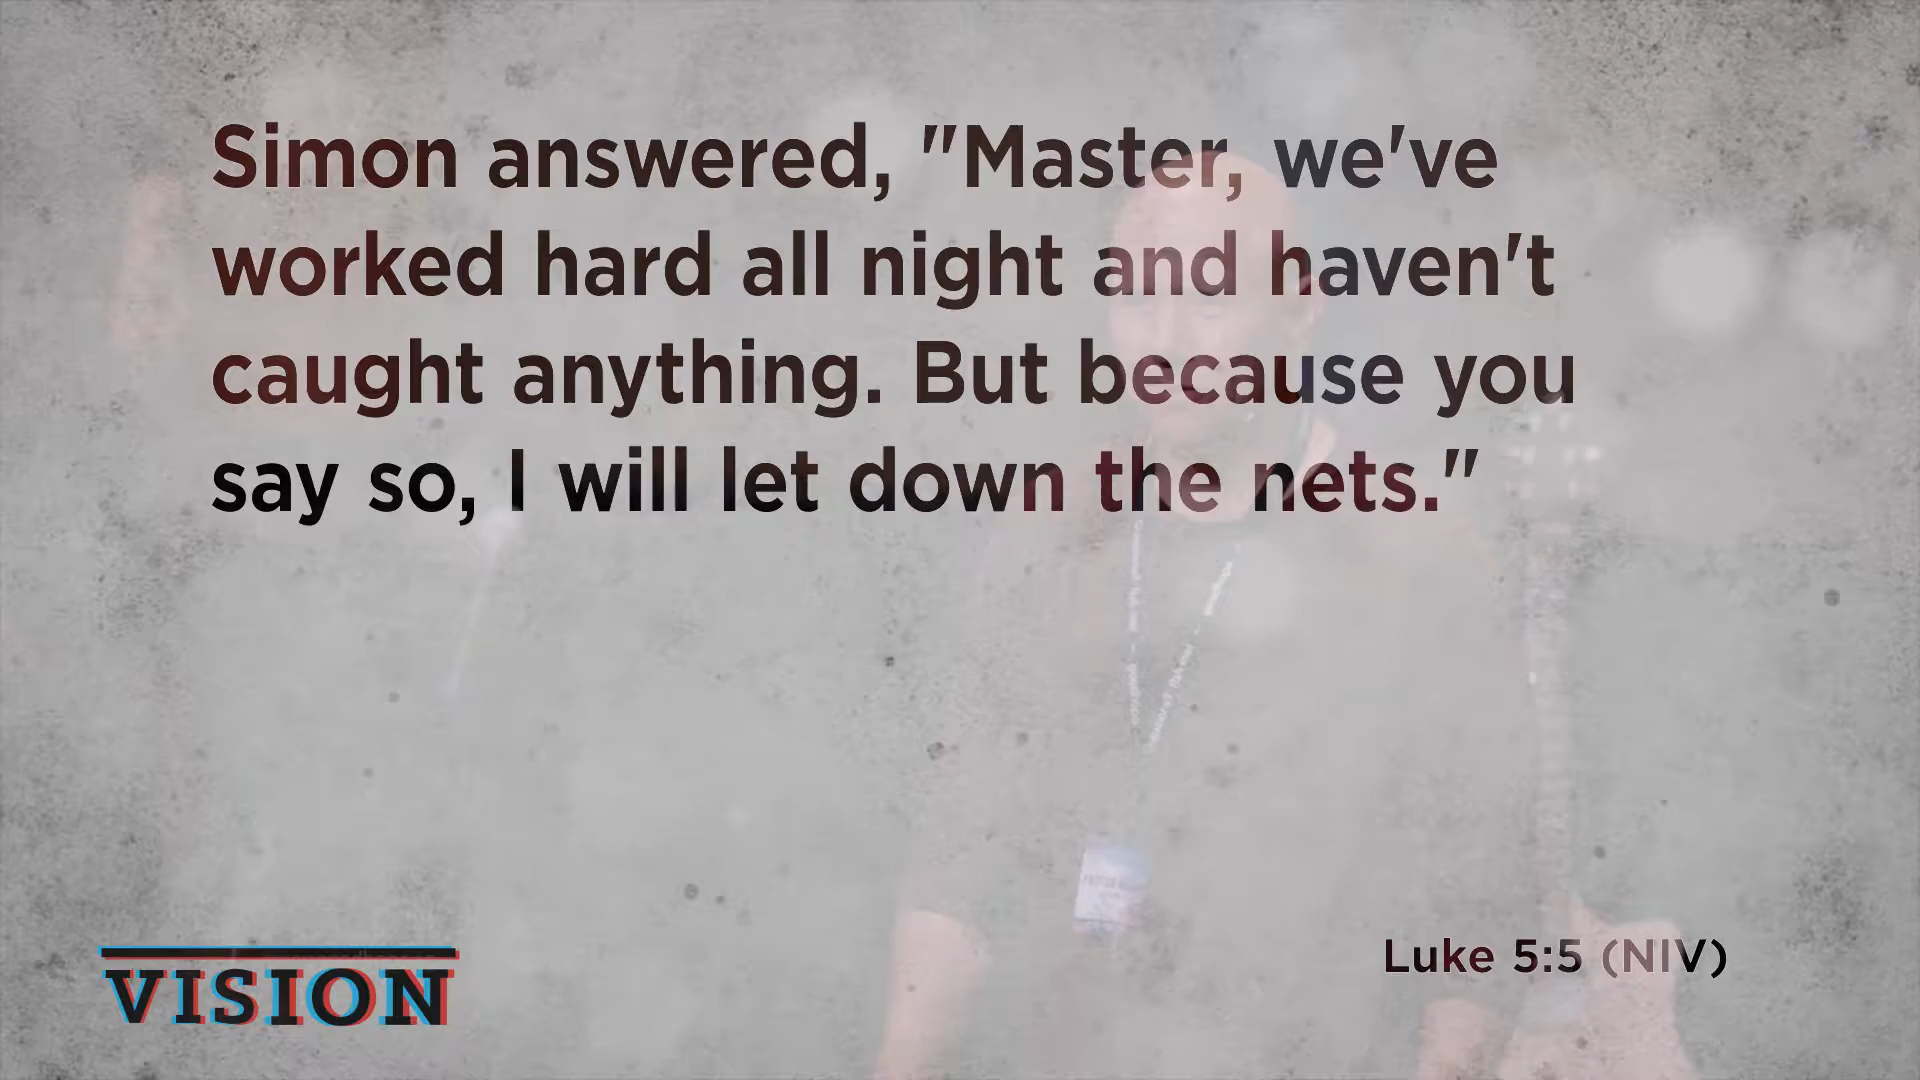 Simon answered, "Master, we've
worked hard all night and haven't
caught anything. But because you
say so, I will let down the nets."
Luke 5:5 (NIV)
VISION